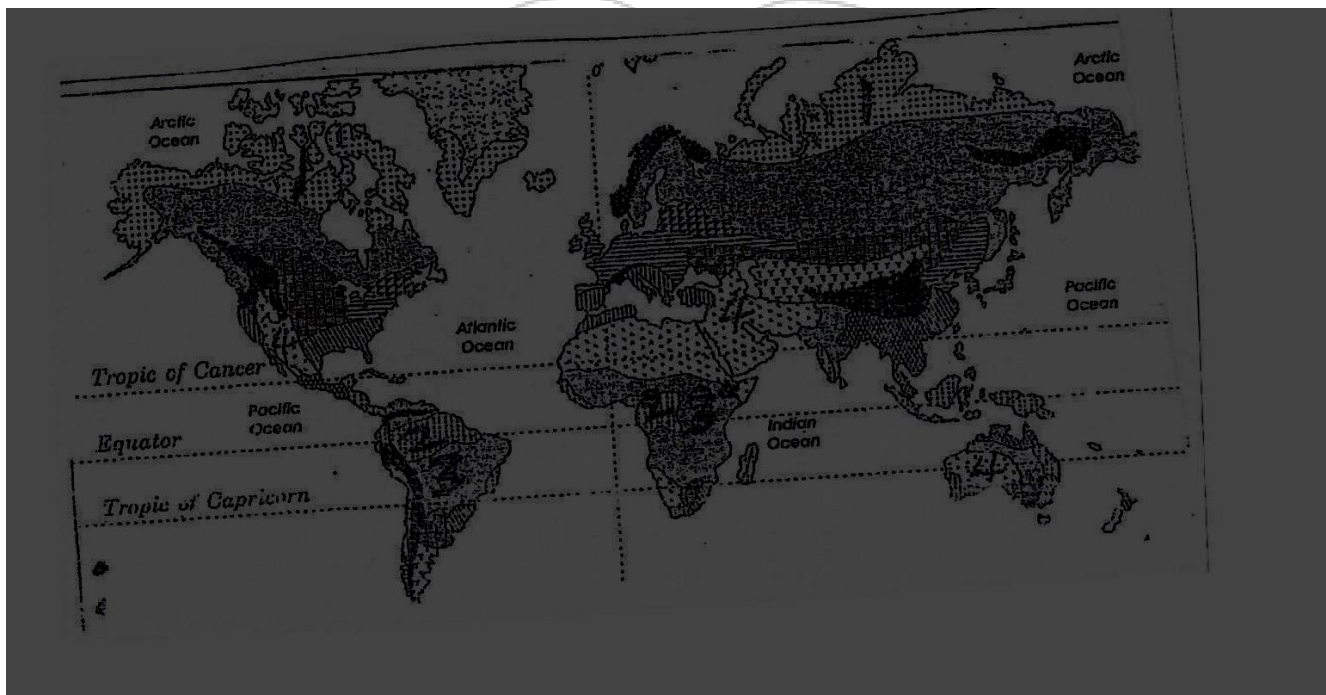 Arctic
Ocean
Arctic
Ocean
Pacific
Ocean
Atlantic
Ocean
Tropic of Cancer
Pacific
Ocean
Indian
Ocean
Equator
Tropic of Capricorn